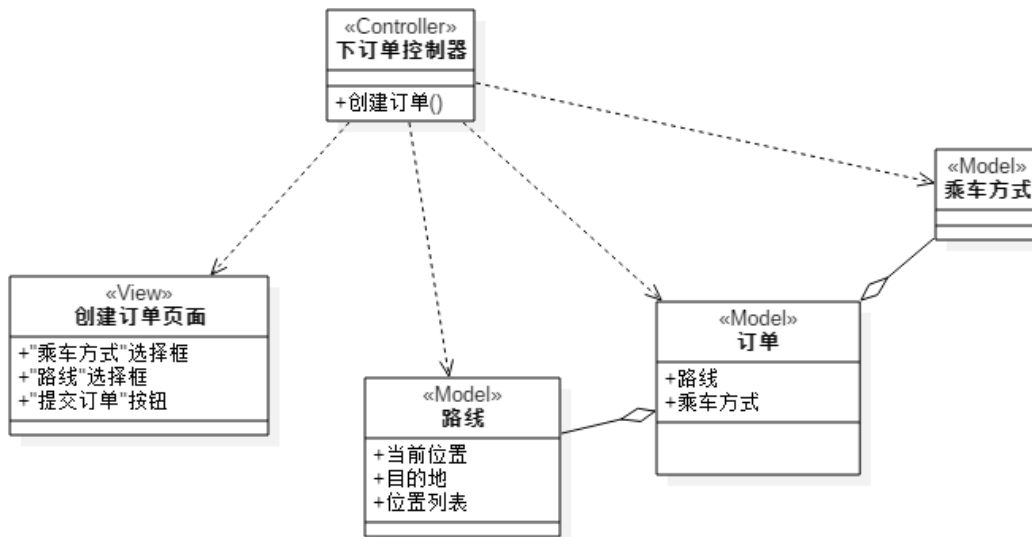 «Controller»
下订单控制器
+创建订单()
«Model»
乘车方式
«View»
创建订单页面
+"乘车方式"选择框
+"路线"选择框
+"提交订单"按钮
«Model»
订单
+路线
+乘车方式
«Model»
路线
+当前位置
+目的地
+位置列表